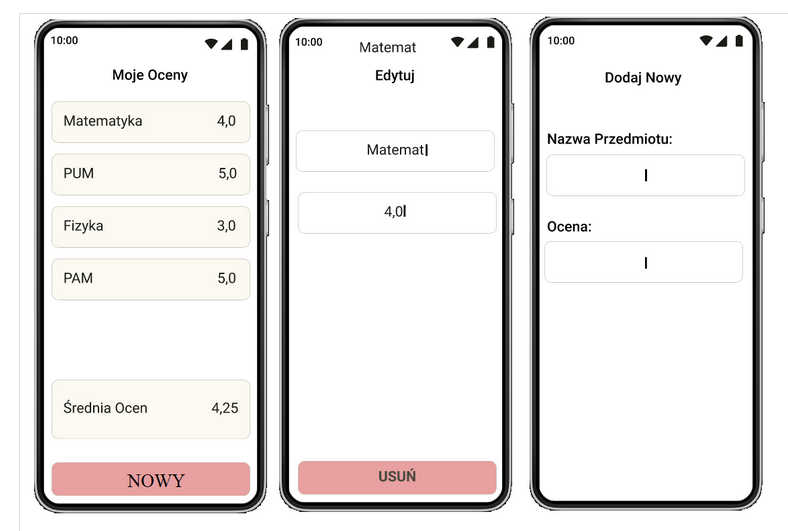 10:00
Moje Oceny
Matematyka 4,0
PUM 5,0
Fizyka 3,0
PAM 5,0
Średnia Ocen 4,25
NOWY
10:00
Matemat
Edytuj
Matemat
4,0
USUŃ
10:00
Dodaj Nowy
Nazwa Przedmiotu:
Ocena: